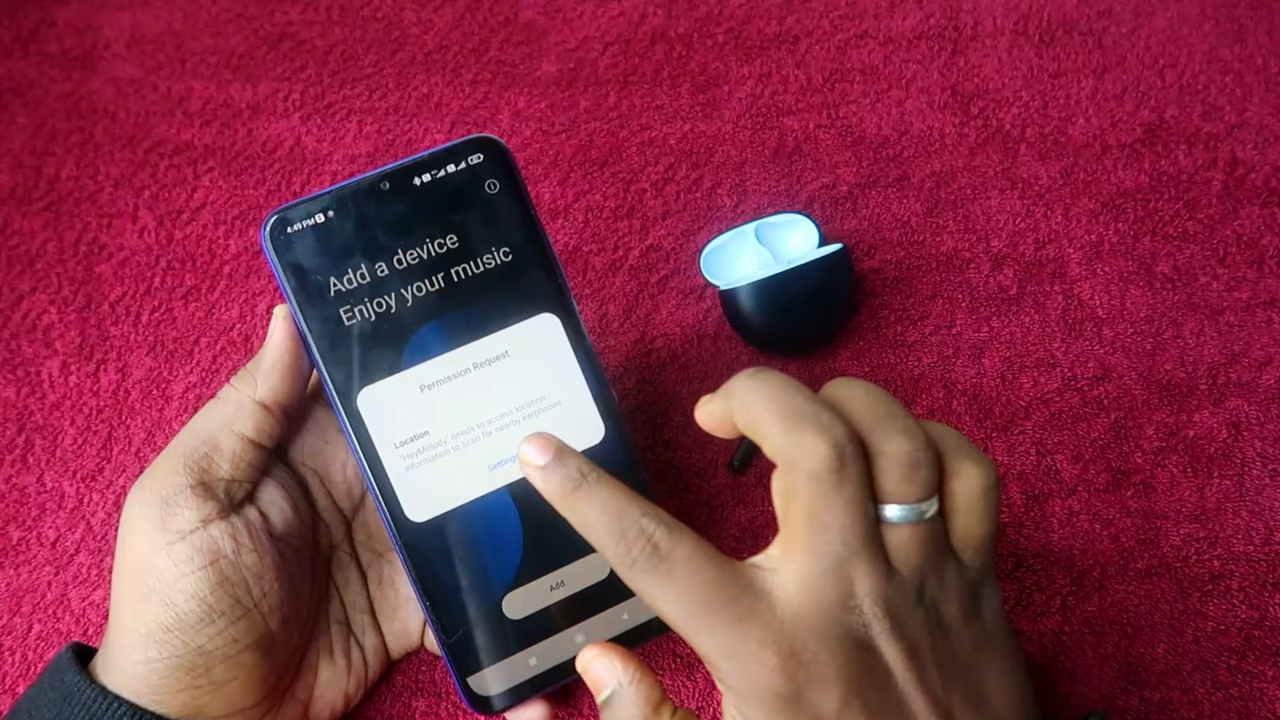 4:49 PM
Add a device
Enjoy your music
Permission Request
Location
"HeyMelody" needs to access location
information to scan for nearby earphones
Settings
Add